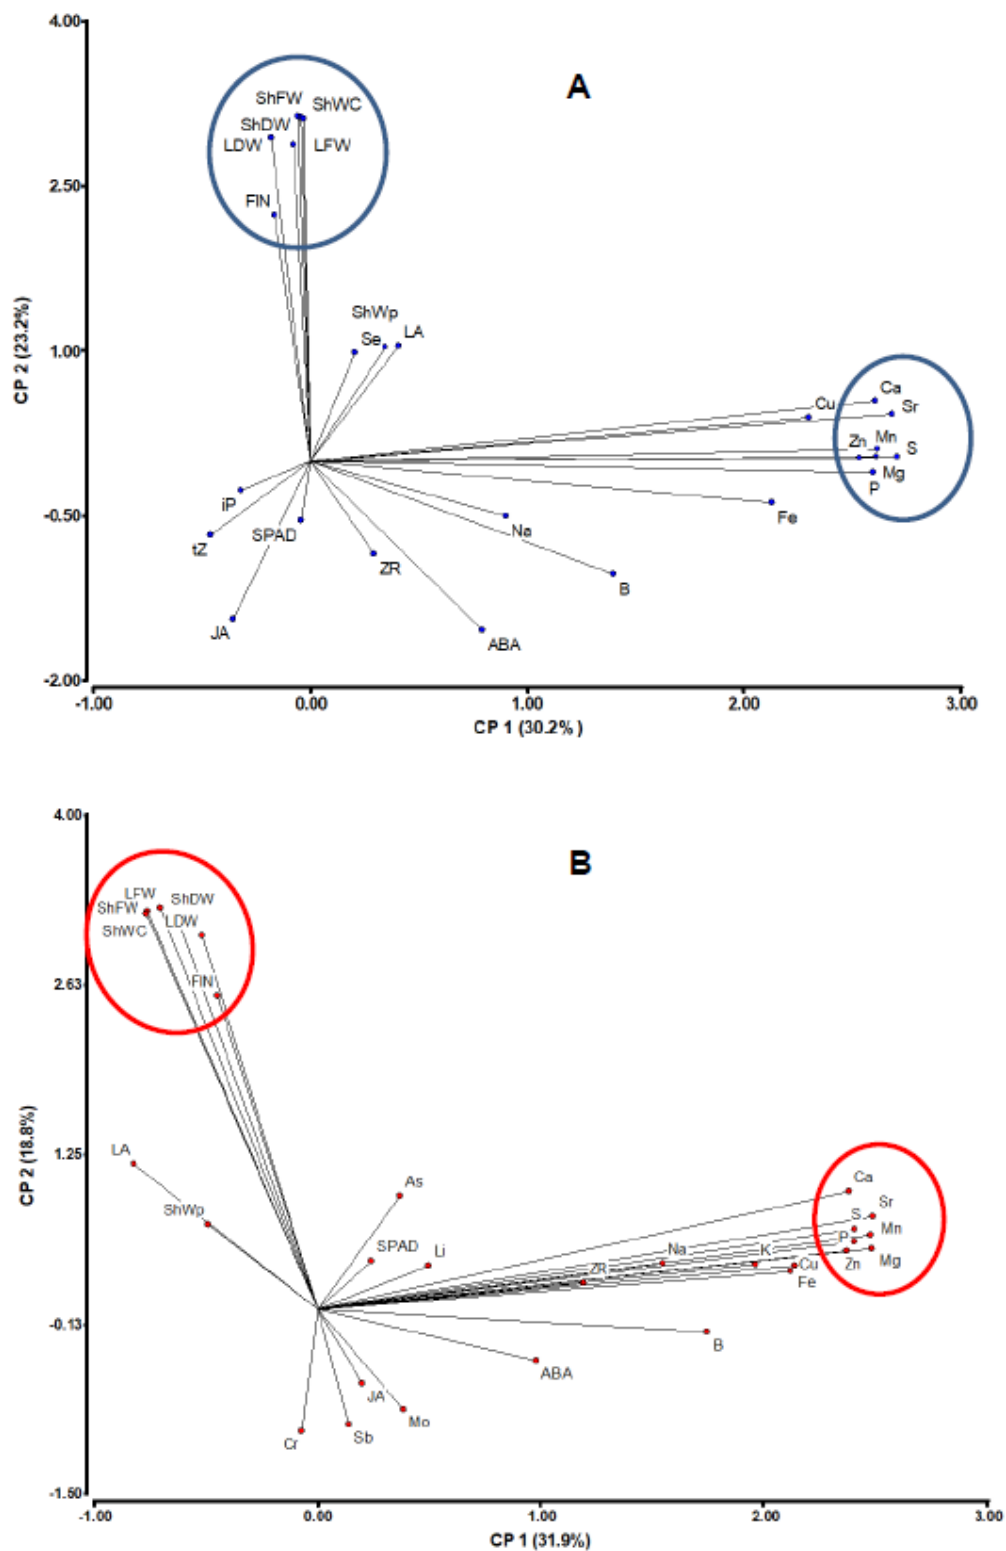 4.00
A
ShFW ShWC
ShDW
LDW LFW
2.50
FIN
CP 2 (23.2%)
ShWp
1.00
Se LA
Ca
Cu Sr
Zn Mn S
Mg
P
iP
-0.50
SPAD Na Fe
tZ
ZR
B
JA
ABA
-2.00
-1.00 0.00 1.00 2.00 3.00
CP 1 (30.2%)
4.00
B
LFW ShDW
ShFW LDW
ShWC
2.63
FIN
CP 2 (18.8%)
1.25
LA
As Ca
ShWp S Sr
SPAD Li Na K P Mn
ZR Cu Zn Mg
Fe
-0.13
B
ABA
JA
Mo
Cr Sb
-1.50
-1.00 0.00 1.00 2.00 3.00
CP 1 (31.9%)